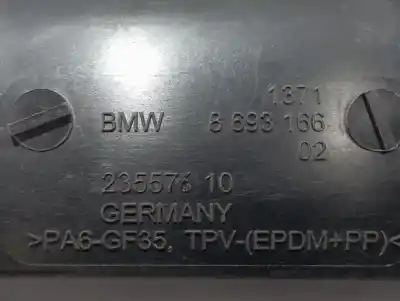 1371
BMW 8 693 166
02
235576 10
GERMANY
>PA6-GF35, TPV-(EPDM+PP)<